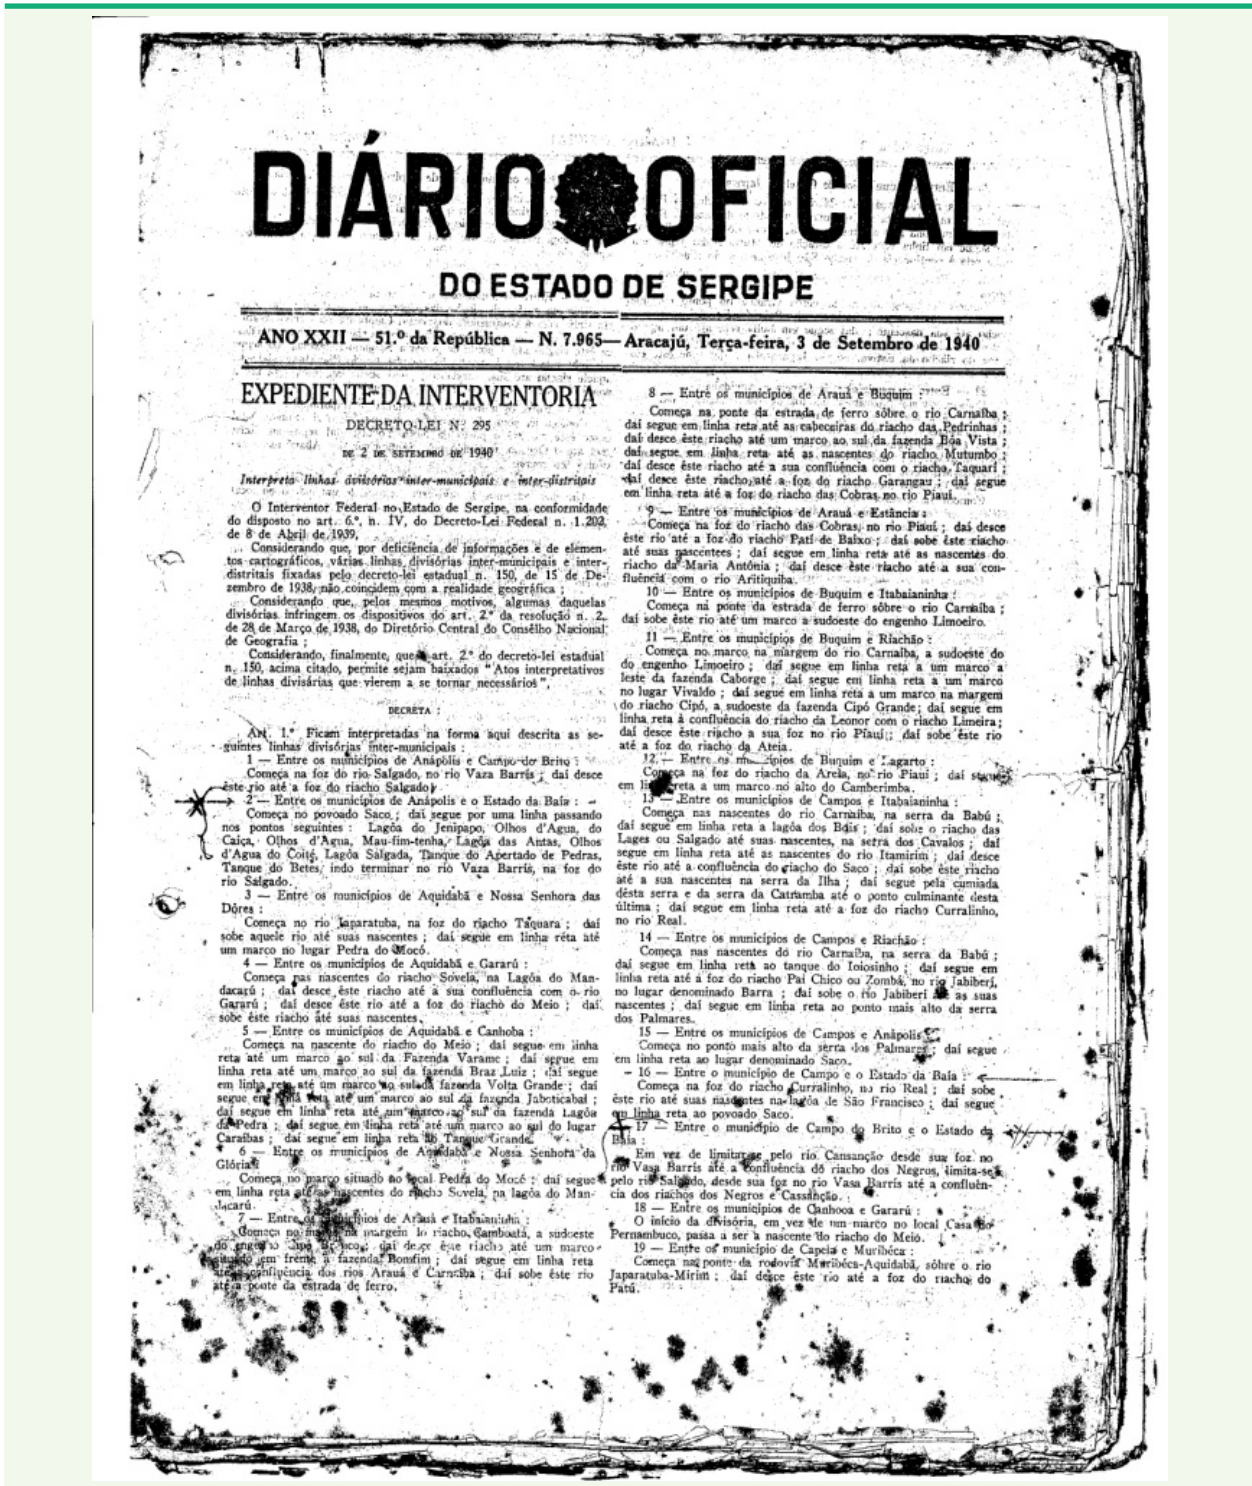 DIÁRIO OFICIAL
DO ESTADO DE SERGIPE
ANO XXII — 51.º da República — N. 7.965 — Aracajú, Terça-feira, 3 de Setembro de 1940
EXPEDIENTE DA INTERVENTORIA
DECRETO-LEI N. 295
DE 2 DE SETEMBRO DE 1940
Interpreta linhas divisórias inter-municipais e inter-distritais
O Interventor Federal no Estado de Sergipe, na conformidade
do disposto no art. 6.º, n. IV, do Decreto-Lei Federal n. 1.202,
de 8 de Abril de 1939,
Considerando que, por deficiência de informações e de elemen-
tos cartográficos, várias linhas divisórias inter-municipais e inter-
distritais fixadas pelo decreto-lei estadual n. 150, de 15 de De-
zembro de 1938, não coincidem com a realidade geográfica ;
Considerando que, pelos mesmos motivos, algumas daquelas
divisórias infringem os dispositivos do art. 2.º da resolução n. 2,
de 28 de Março de 1938, do Diretório Central do Consêlho Nacional
de Geografia ;
Considerando, finalmente, que o art. 2.º do decreto-lei estadual
n. 150, acima citado, permite sejam baixados "Atos interpretativos
de linhas divisárias que vierem a se tornar necessários",
DECRETA :
Art. 1.º Ficam interpretadas na forma aqui descrita as se-
guintes linhas divisórias inter-municipais :
1 — Entre os municípios de Anápolis e Campo do Brito :
Começa na foz do rio Salgado, no rio Vaza Barrís ; daí desce
êste rio até a foz do riacho Salgado.
2 — Entre os municípios de Anápolis e o Estado da Baía :
Começa no povoado Saco ; daí segue por uma linha passando
nos pontos seguintes : Lagôa do Jenipapo, Olhos d'Agua, do
Caiça, Olhos d'Agua, Mau-fim-tenha, Lagôa das Antas, Olhos
d'Agua do Coité, Lagôa Salgada, Tanque do Apertado de Pedras,
Tanque do Betes, indo terminar no rio Vaza Barrís, na foz do
rio Salgado.
3 — Entre os municípios de Aquidabã e Nossa Senhora das
Dôres :
Começa no rio Japaratuba, na foz do riacho Taquara ; daí
sobe aquele rio até suas nascentes ; daí segue em linha réta até
um marco no lugar Pedra do Mocó.
4 — Entre os municípios de Aquidabã e Gararú :
Começa nas nascentes do riacho Sovela, na Lagôa do Man-
dacarú ; daí desce êste riacho até a sua confluência com o rio
Gararú ; daí desce êste rio até a foz do riacho do Meio ; daí
sobe êste riacho até suas nascentes.
5 — Entre os municípios de Aquidabã e Canhoba :
Começa na nascente do riacho do Meio ; daí segue em linha
reta até um marco ao sul da Fazenda Varame ; daí segue em
linha reta até um marco ao sul da fazenda Braz Luiz ; daí segue
em linha reta até um marco ao sul da fazenda Volta Grande ; daí
segue em linha reta até um marco ao sul da fazenda Jaboticabal ;
daí segue em linha reta até um marco ao sul da fazenda Lagôa
da Pedra ; daí segue em linha reta até um marco ao sul do lugar
Caraíbas ; daí segue em linha reta ao Tanque Grande.
6 — Entre os municípios de Aquidabã e Nossa Senhora da
Glória :
Começa no marco situado no local Pedra do Mocó ; daí segue
em linha reta até as nascentes do riacho Sovela, na lagôa do Man-
dacarú.
7 — Entre os municípios de Arauá e Itabaianinha :
Começa no marco na margem do riacho Camboatá, a sudoeste
do engenho ; daí desce êste riacho até um marco
situado em frente a fazenda Bomfim ; daí segue em linha reta
até a confluência dos rios Arauá e Carnaíba ; daí sobe êste rio
até a ponte da estrada de ferro.
8 — Entre os municípios de Arauá e Buquim :
Começa na ponte da estrada de ferro sôbre o rio Carnaíba ;
daí segue em linha reta até as cabeceiras do riacho das Pedrinhas ;
daí desce êste riacho até um marco ao sul da fazenda Bôa Vista ;
daí segue em linha reta até as nascentes do riacho Mutumbo ;
daí desce êste riacho até a sua confluência com o riacho Taquarí ;
daí desce êste riacho até a foz do riacho Garangau ; daí segue
em linha reta até a foz do riacho das Cobras no rio Piauí.
9 — Entre os municípios de Arauá e Estância :
Começa na foz do riacho das Cobras, no rio Piauí ; daí desce
êste rio até a foz do riacho Patí de Baixo ; daí sobe êste riacho
até suas nascentees ; daí segue em linha reta até as nascentes do
riacho da Maria Antônia ; daí desce êste riacho até a sua con-
fluência com o rio Aritiquiba.
10 — Entre os municípios de Buquim e Itabaianinha :
Começa na ponte da estrada de ferro sôbre o rio Carnaíba ;
daí sobe êste rio até um marco a sudoeste do engenho Limoeiro.
11 — Entre os municípios de Buquim e Riachão :
Começa no marco na margem do rio Carnaíba, a sudoeste do
do engenho Limoeiro ; daí segue em linha reta a um marco a
leste da fazenda Caborge ; daí segue em linha reta a um marco
no lugar Vivaldo ; daí segue em linha reta a um marco na margem
do riacho Cipó, a sudoeste da fazenda Cipó Grande; daí segue em
linha reta à confluência do riacho da Leonor com o riacho Limeira;
daí desce êste riacho a sua foz no rio Piauí ; daí sobe êste rio
até a foz do riacho da Ateia.
12 — Entre os municípios de Buquim e Lagarto :
Começa na foz do riacho da Areia, no rio Piauí ; daí segue
em linha reta a um marco no alto do Camberimba.
13 — Entre os municípios de Campos e Itabaianinha :
Começa nas nascentes do rio Carnaíba, na serra da Babú ;
daí segue em linha reta a lagôa dos Bois ; daí sobe o riacho das
Lages ou Salgado até suas nascentes, na setra dos Cavalos ; daí
segue em linha reta até as nascentes do rio Itamirim ; daí desce
êste rio até a confluência do riacho do Saco ; daí sobe êste riacho
até a sua nascentes na serra da Ilha ; daí segue pela cumiada
désta serra e da serra da Catramba até o ponto culminante desta
última ; daí segue em linha reta até a foz do riacho Curralinho,
no rio Real.
14 — Entre os municípios de Campos e Riachão :
Começa nas nascentes do rio Carnaíba, na serra da Babú ;
daí segue em linha reta ao tanque do Ioiosinho ; daí segue em
linha reta até a foz do riacho Pai Chico ou Zomba, no rio Jabiberí,
no lugar denominado Barra ; daí sobe o rio Jabiberí até as suas
nascentes ; daí segue em linha reta ao ponto mais alto da serra
dos Palmares.
15 — Entre os municípios de Campos e Anápolis :
Começa no ponto mais alto da serra dos Palmares ; daí segue
em linha reta ao lugar denominado Saco.
16 — Entre o município de Campo e o Estado da Baía :
Começa na foz do riacho Curralinho, no rio Real ; daí sobe
êste rio até suas nascentes na lagôa de São Francisco ; daí segue
em linha reta ao povoado Saco.
17 — Entre o município de Campo do Brito e o Estado da
Baía :
Em vez de limitar-se pelo rio Cansanção desde sua foz no
rio Vasa Barrís até a confluência dó riacho dos Negros, limita-se
pelo rio Salgado, desde sua foz no rio Vasa Barrís até a confluên-
cia dos riachos dos Negros e Cassanção.
18 — Entre os municípios de Canhoba e Gararú :
O início da divisória, em vez de um marco no local Casa do
Pernambuco, passa a ser a nascente do riacho do Meió.
19 — Entre os município de Capela e Muribéca :
Começa na ponte da rodovia Muribéca-Aquidabã, sôbre o rio
Japaratuba-Mirim ; daí desce êste rio até a foz do riacho do
Patú.